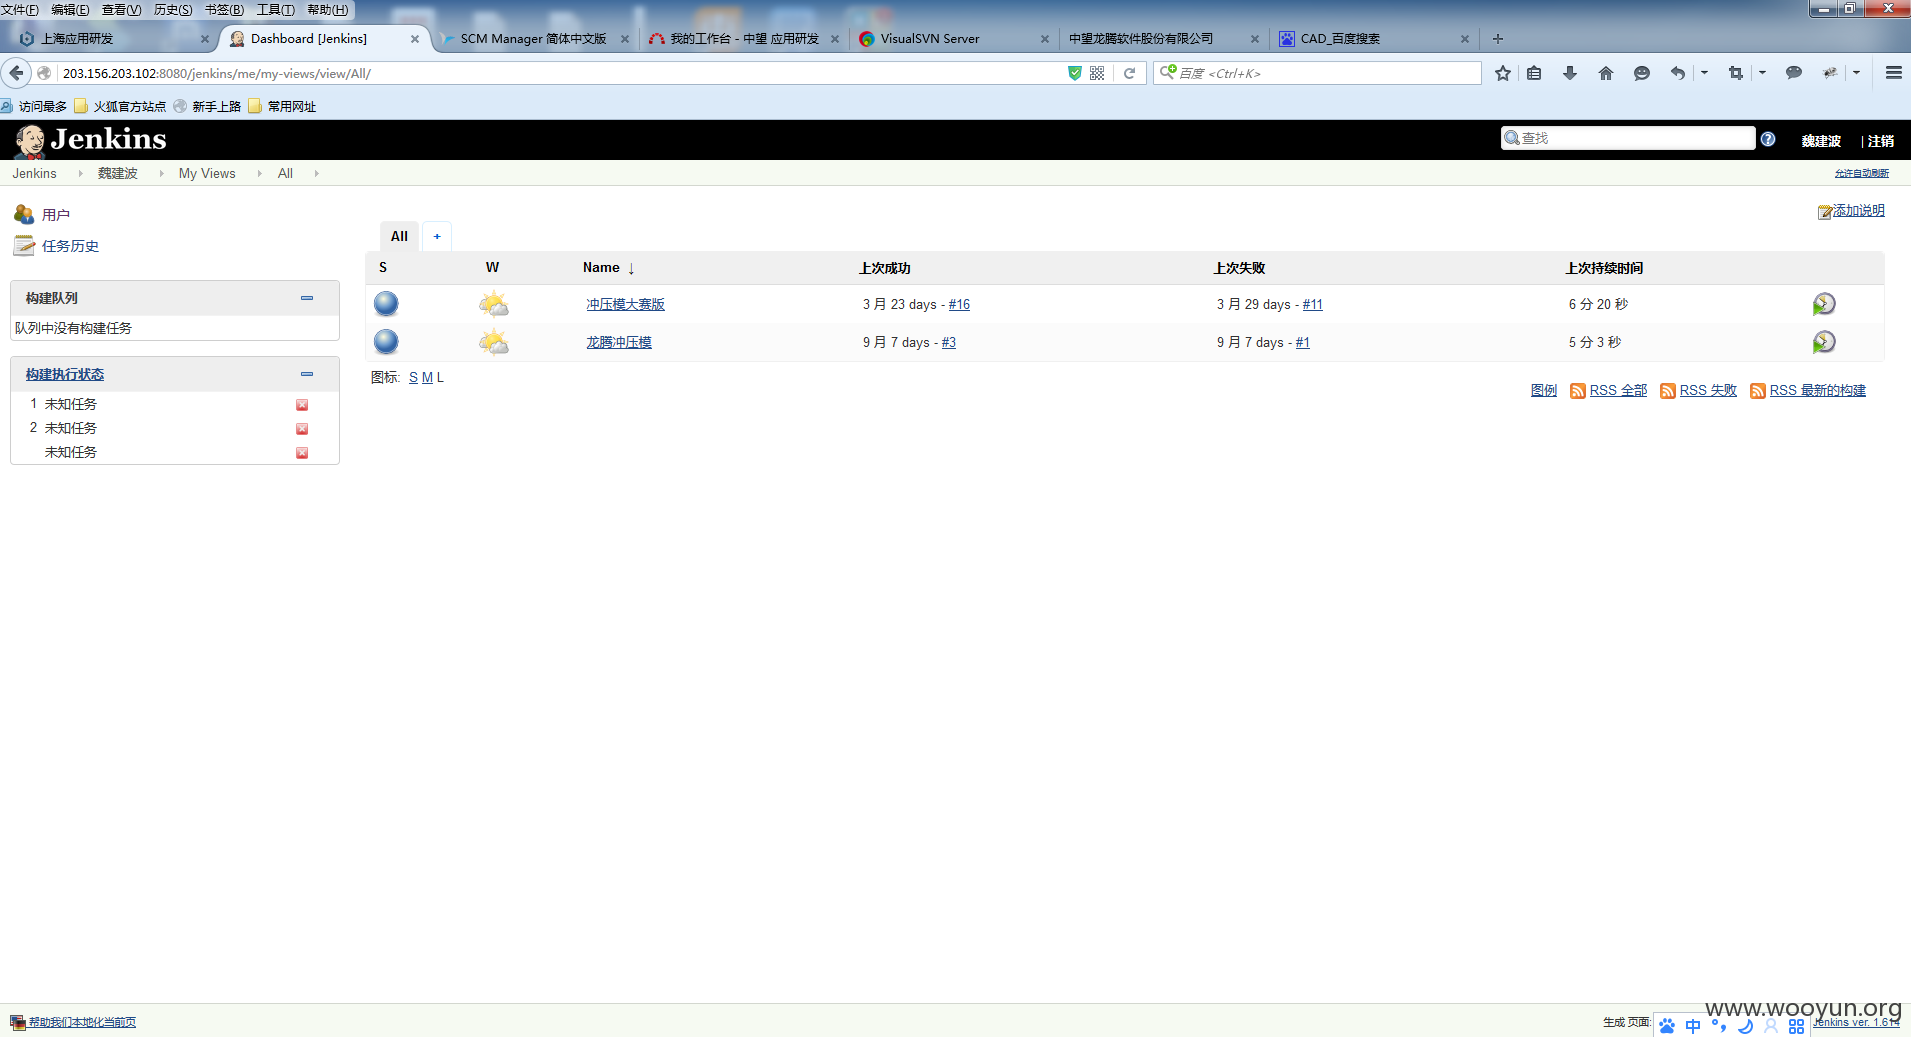 文件(F) 编辑(E) 查看(V) 历史(S) 书签(B) 工具(T) 帮助(H)
上海应用研发 Dashboard [Jenkins] SCM Manager 简体中文版 我的工作台 - 中望 应用研发 VisualSVN Server 中望龙腾软件股份有限公司 CAD_百度搜索
203.156.203.102:8080/jenkins/me/my-views/view/All/ 百度 <Ctrl+K>
访问最多 火狐官方站点 新手上路 常用网址
Jenkins 查找 魏建波 | 注销
Jenkins 魏建波 My Views All 允许自动刷新
用户 添加说明
任务历史
All +
S W Name ↓ 上次成功 上次失败 上次持续时间
冲压模大赛版 3 月 23 days - #16 3 月 29 days - #11 6 分 20 秒
龙腾冲压模 9 月 7 days - #3 9 月 7 days - #1 5 分 3 秒
图标: S M L
图例 RSS 全部 RSS 失败 RSS 最新的构建
构建队列
队列中没有构建任务
构建执行状态
1 未知任务
2 未知任务
未知任务
www.wooyun.org
帮助我们本地化当前页 生成 页面: 中 Jenkins ver. 1.614